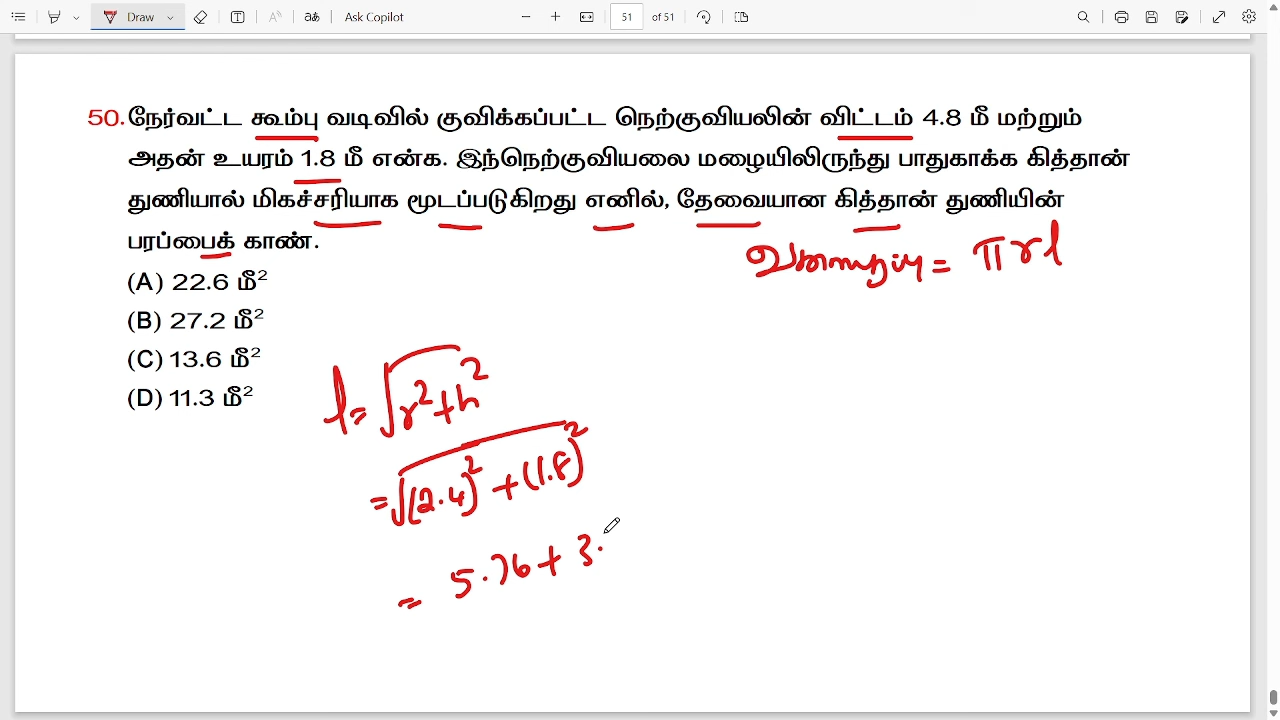 Draw
Ask Copilot
51 of 51
50. நேர்வட்ட கூம்பு வடிவில் குவிக்கப்பட்ட நெற்குவியலின் விட்டம் 4.8 மீ மற்றும்
அதன் உயரம் 1.8 மீ என்க. இந்நெற்குவியலை மழையிலிருந்து பாதுகாக்க கித்தான்
துணியால் மிகச்சரியாக மூடப்படுகிறது எனில், தேவையான கித்தான் துணியின்
பரப்பைக் காண்.
வளைபரப்பு = πrl
(A) 22.6 மீ²
(B) 27.2 மீ²
(C) 13.6 மீ²
(D) 11.3 மீ²
l = √r²+h²
= √(2.4)² + (1.8)²
= 5.76 + 3.